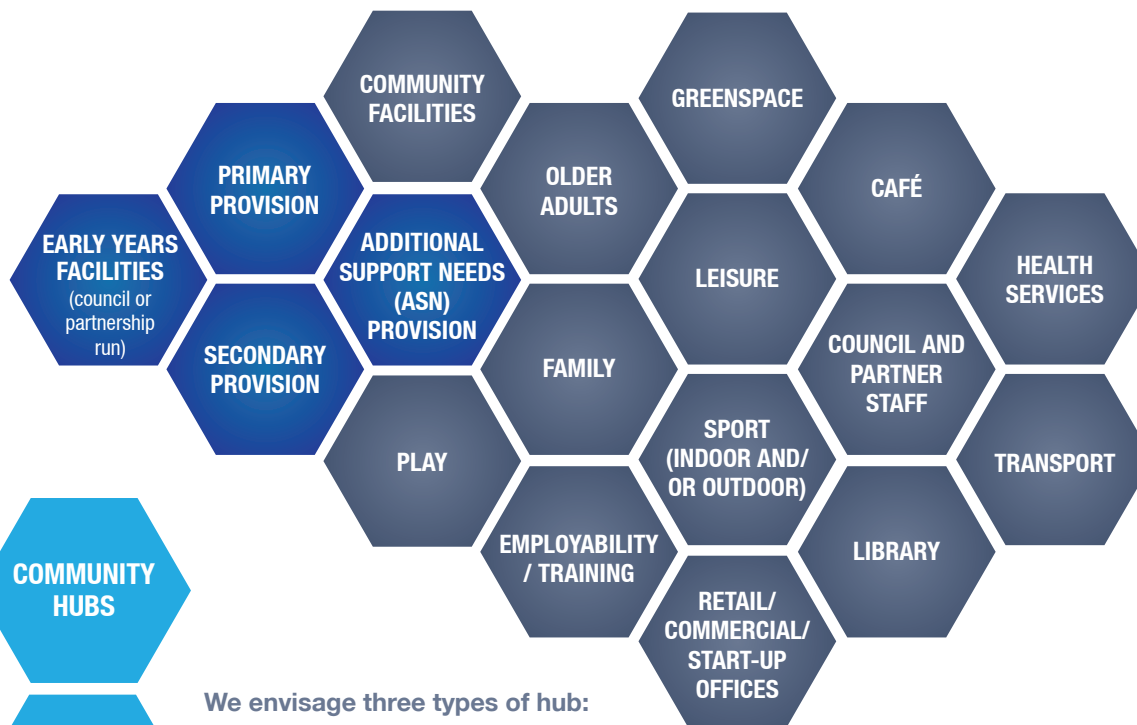 COMMUNITY
FACILITIES
GREENSPACE
PRIMARY
PROVISION
OLDER
ADULTS
CAFÉ
EARLY YEARS
FACILITIES
(council or
partnership
run)
ADDITIONAL
SUPPORT NEEDS
(ASN)
PROVISION
LEISURE
HEALTH
SERVICES
SECONDARY
PROVISION
FAMILY
COUNCIL AND
PARTNER
STAFF
PLAY
SPORT
(INDOOR AND/
OR OUTDOOR)
TRANSPORT
EMPLOYABILITY
/ TRAINING
LIBRARY
COMMUNITY
HUBS
RETAIL/
COMMERCIAL/
START-UP
OFFICES
We envisage three types of hub: